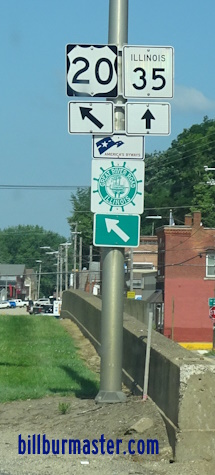 20
ILLINOIS
35
AMERICA'S BYWAYS
GREAT RIVER ROAD
ILLINOIS
billburmaster.com